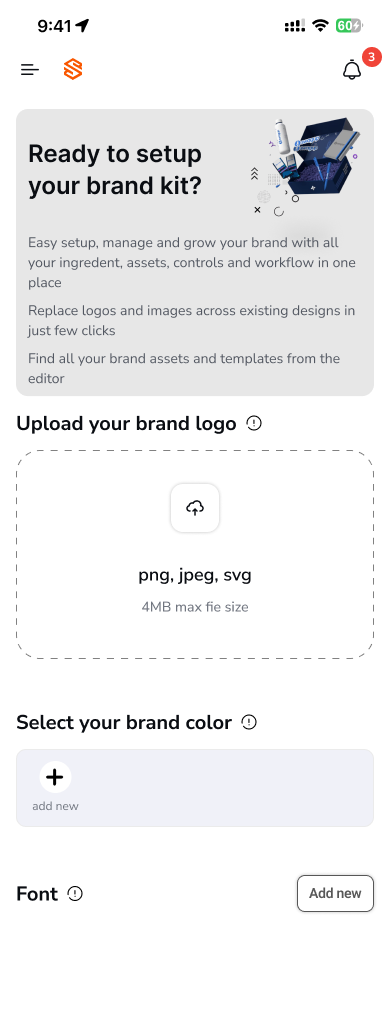 9:41
60
3
Ready to setup
your brand kit?
Easy setup, manage and grow your brand with all
your ingredent, assets, controls and workflow in one
place
Replace logos and images across existing designs in
just few clicks
Find all your brand assets and templates from the
editor
Upload your brand logo
png, jpeg, svg
4MB max fie size
Select your brand color
add new
Font
Add new